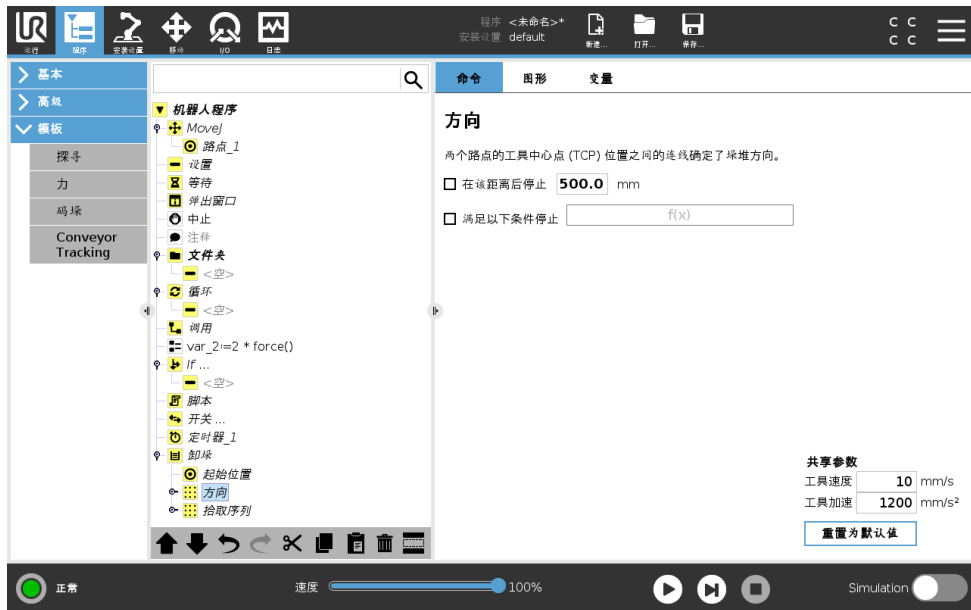 UR
运行
程序
安装设置
移动
I/O
日志
程序 <未命名>*
安装设置 default
新建...
打开...
保存...
C C
C C
基本
高级
模板
探寻
力
码垛
Conveyor
Tracking
机器人程序
MoveJ
路点_1
设置
等待
弹出窗口
中止
注释
文件夹
<空>
循环
<空>
调用
var_2≔2 * force()
If ...
<空>
脚本
开关 ...
定时器_1
卸垛
起始位置
方向
拾取序列
命令 图形 变量
方向
两个路点的工具中心点 (TCP) 位置之间的连线确定了垛堆方向。
在该距离后停止 500.0 mm
满足以下条件停止 f(x)
共享参数
工具速度 10 mm/s
工具加速 1200 mm/s²
重置为默认值
正常
速度 100%
Simulation